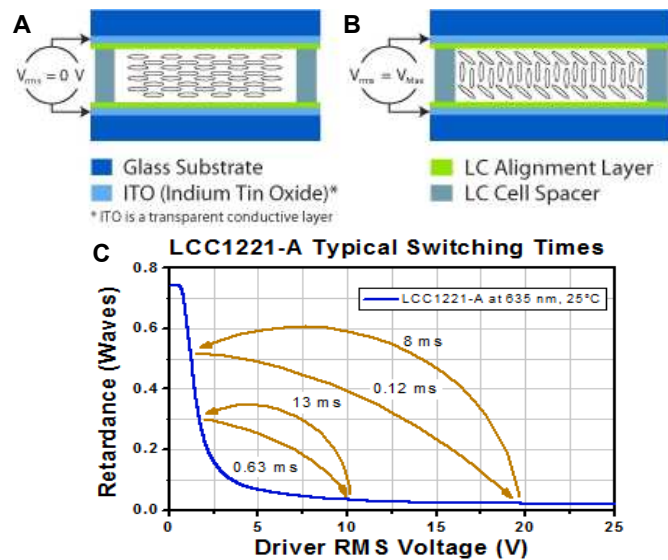 A
B
V rms = 0 V
V rms = V Max
Glass Substrate
ITO (Indium Tin Oxide)*
* ITO is a transparent conductive layer
LC Alignment Layer
LC Cell Spacer
C
LCC1221-A Typical Switching Times
LCC1221-A at 635 nm, 25°C
8 ms
0.12 ms
13 ms
0.63 ms
Retardance (Waves)
0.8
0.6
0.4
0.2
0.0
0 5 10 15 20 25
Driver RMS Voltage (V)